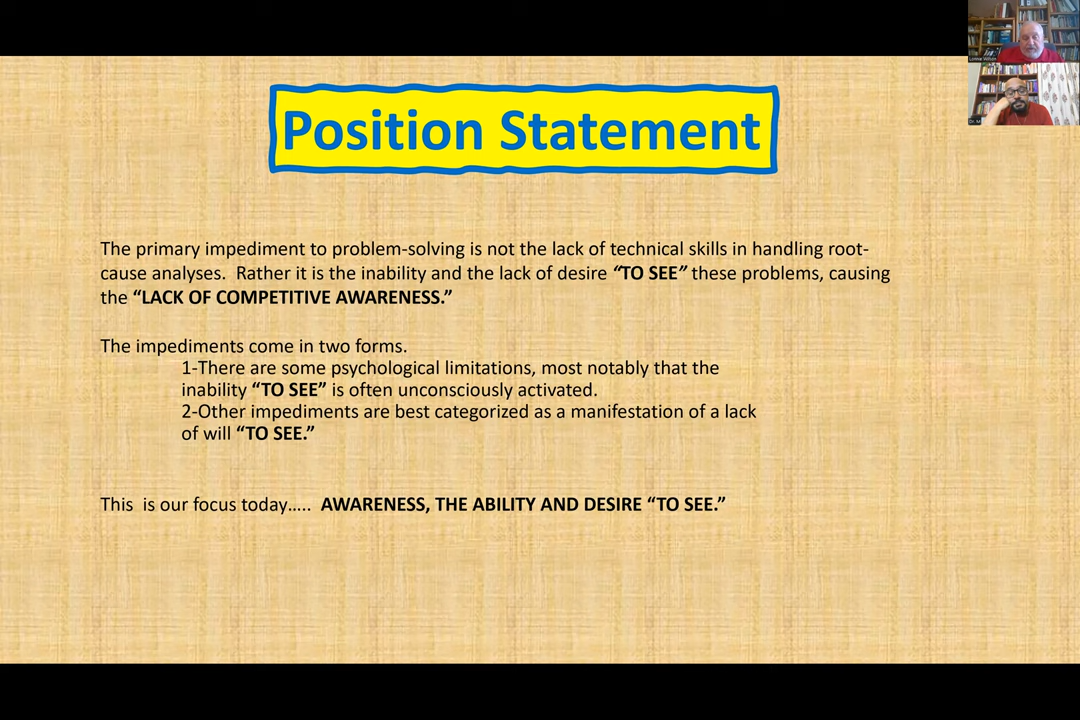 Lonnie Wilson
Dr. M
Position Statement
The primary impediment to problem-solving is not the lack of technical skills in handling root-
cause analyses.  Rather it is the inability and the lack of desire “TO SEE” these problems, causing
the “LACK OF COMPETITIVE AWARENESS.”
The impediments come in two forms.
1-There are some psychological limitations, most notably that the
inability “TO SEE” is often unconsciously activated.
2-Other impediments are best categorized as a manifestation of a lack
of will “TO SEE.”
This  is our focus today…..  AWARENESS, THE ABILITY AND DESIRE “TO SEE.”